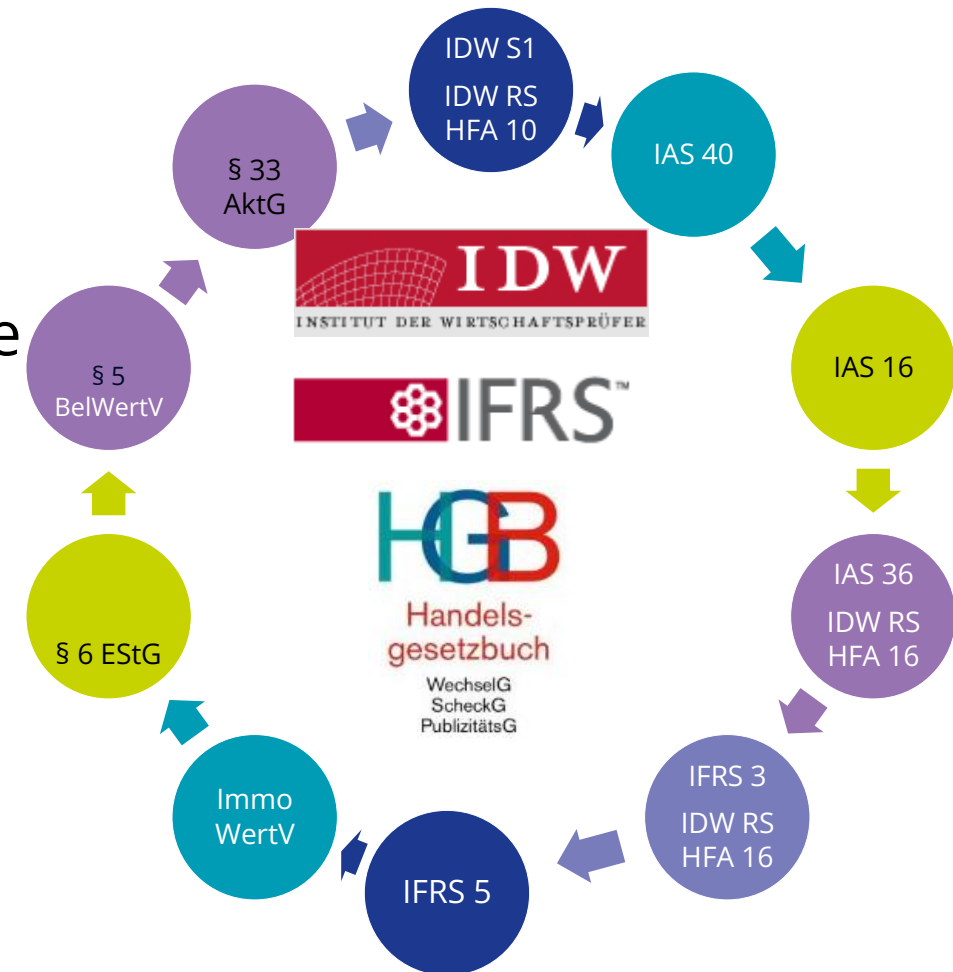 IDW S1
IDW RS
HFA 10
IAS 40
IAS 16
IAS 36
IDW RS
HFA 16
IFRS 3
IDW RS
HFA 16
IFRS 5
Immo
WertV
§ 6 EStG
§ 5
BelWertV
§ 33
AktG
e
IDW
INSTITUT DER WIRTSCHAFTSPRÜFER
IFRS™
HGB
Handels-
gesetzbuch
WechselG
ScheckG
PublizitätsG